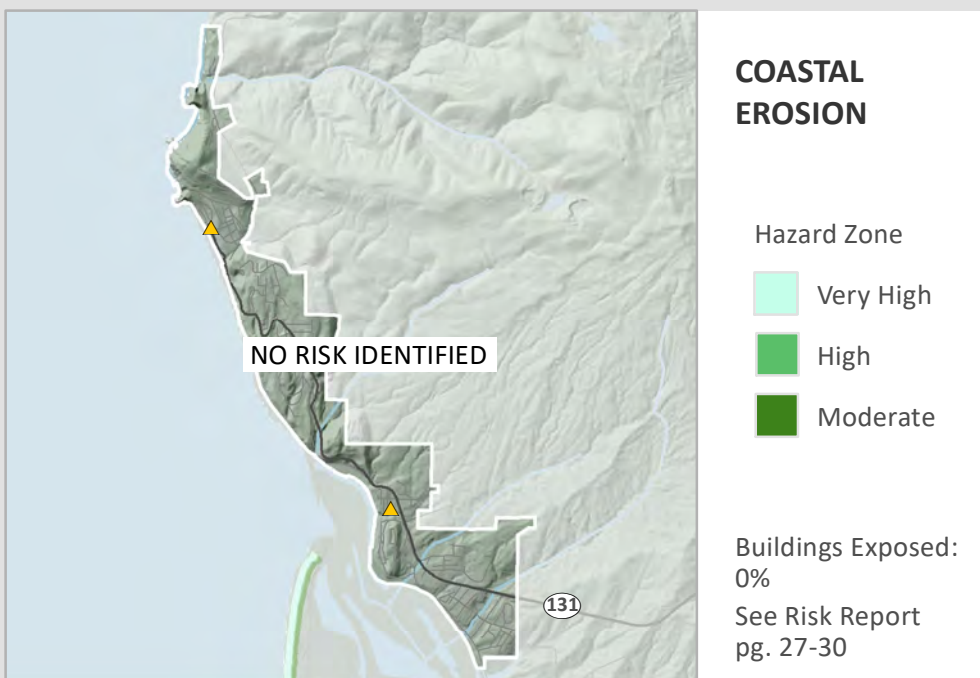 COASTAL
EROSION
Hazard Zone
Very High
High
Moderate
NO RISK IDENTIFIED
131
Buildings Exposed:
0%
See Risk Report
pg. 27-30